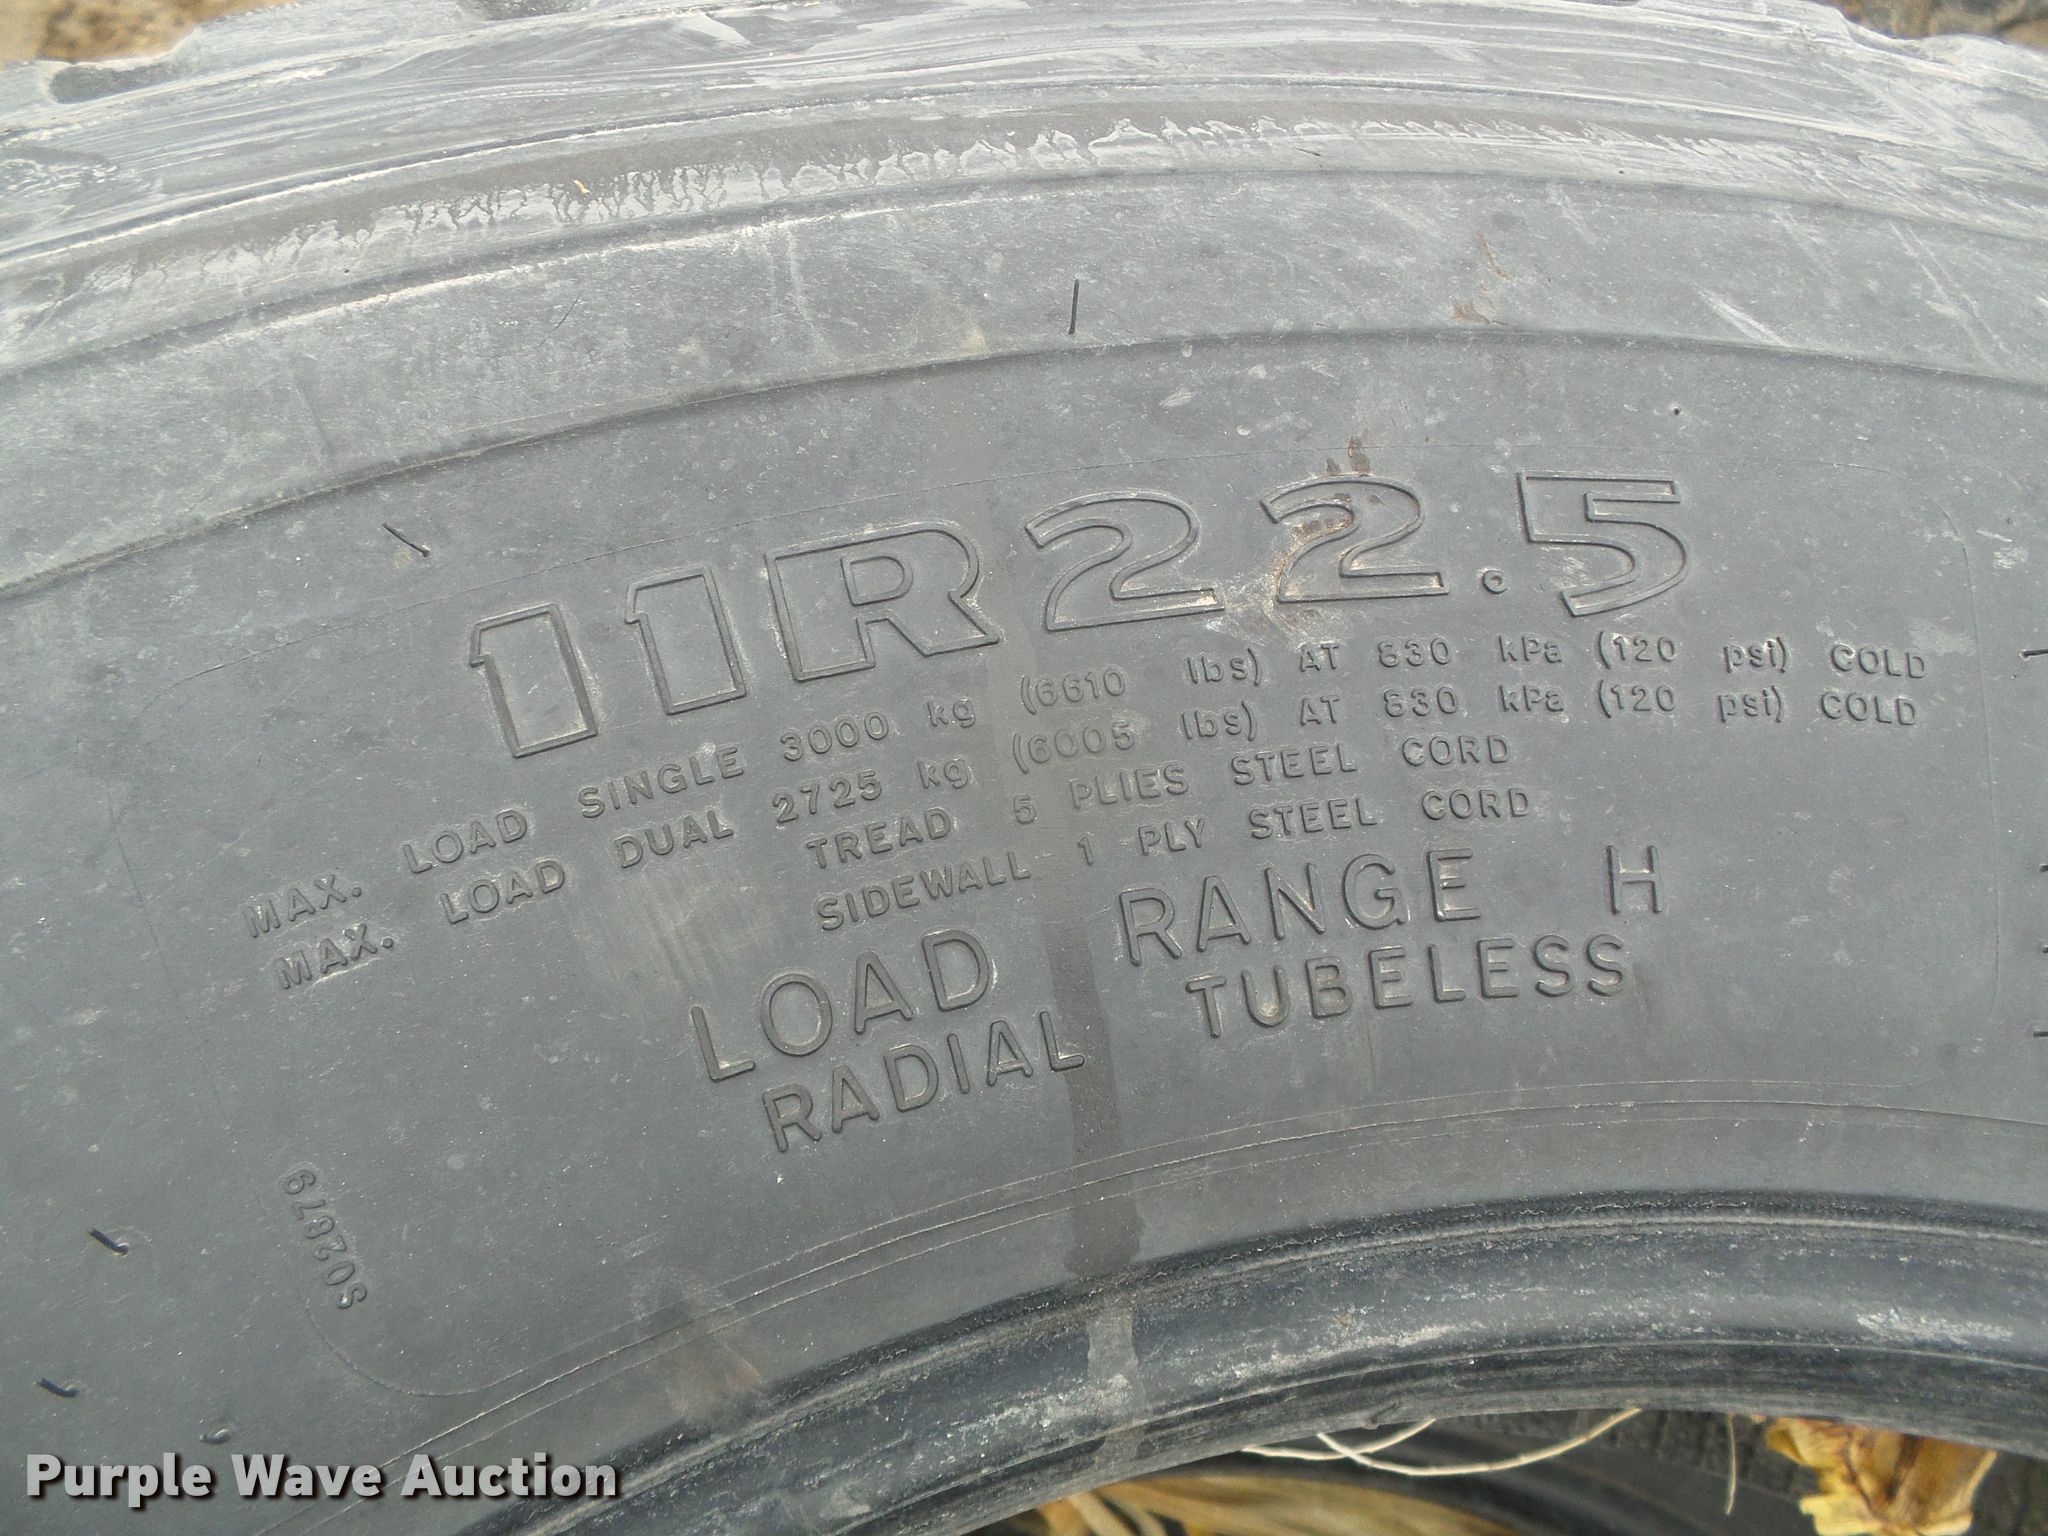 11R22.5
MAX. LOAD SINGLE 3000 kg (6610 lbs) AT 830 kPa (120 psi) COLD
MAX. LOAD DUAL 2725 kg (6005 lbs) AT 830 kPa (120 psi) COLD
TREAD 5 PLIES STEEL CORD
SIDEWALL 1 PLY STEEL CORD
LOAD RANGE H
RADIAL TUBELESS
S02879
Purple Wave Auction